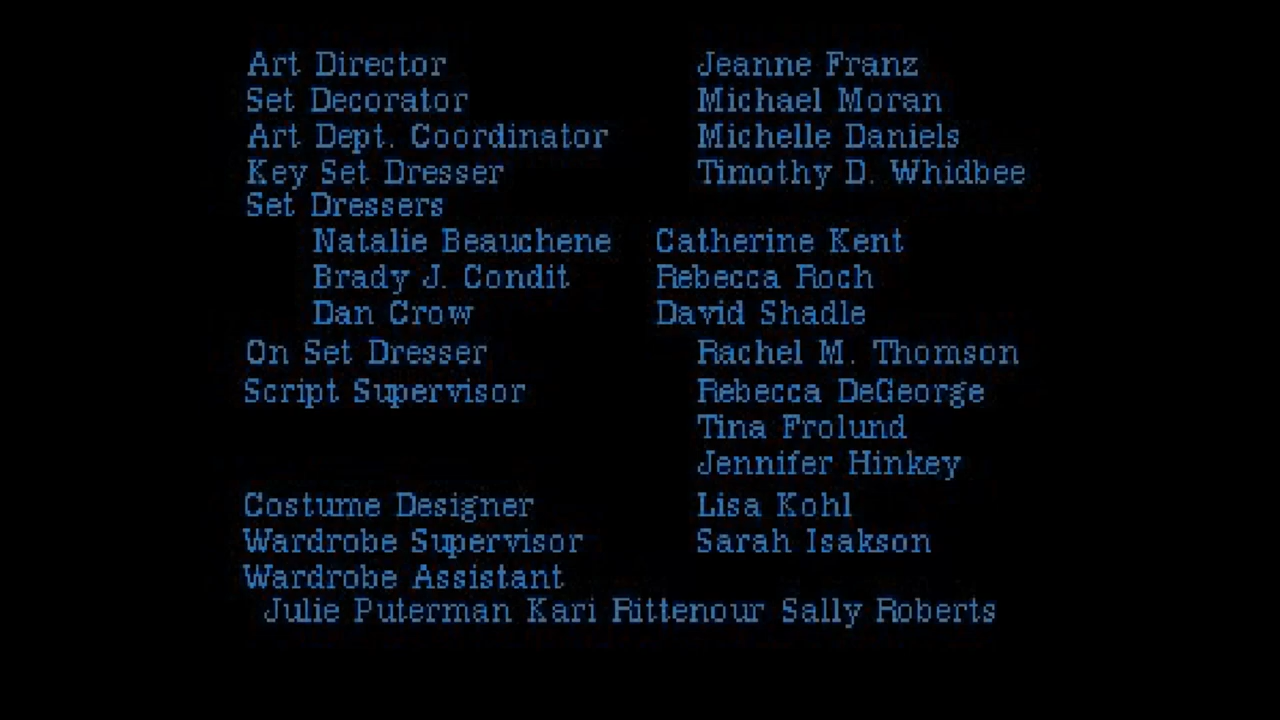 Art Director Jeanne Franz
Set Decorator Michael Moran
Art Dept. Coordinator Michelle Daniels
Key Set Dresser Timothy D. Whidbee
Set Dressers
Natalie Beauchene Catherine Kent
Brady J. Condit Rebecca Roch
Dan Crow David Shadle
On Set Dresser Rachel M. Thomson
Script Supervisor Rebecca DeGeorge
Tina Frolund
Jennifer Hinkey
Costume Designer Lisa Kohl
Wardrobe Supervisor Sarah Isakson
Wardrobe Assistant
Julie Puterman Kari Rittenour Sally Roberts